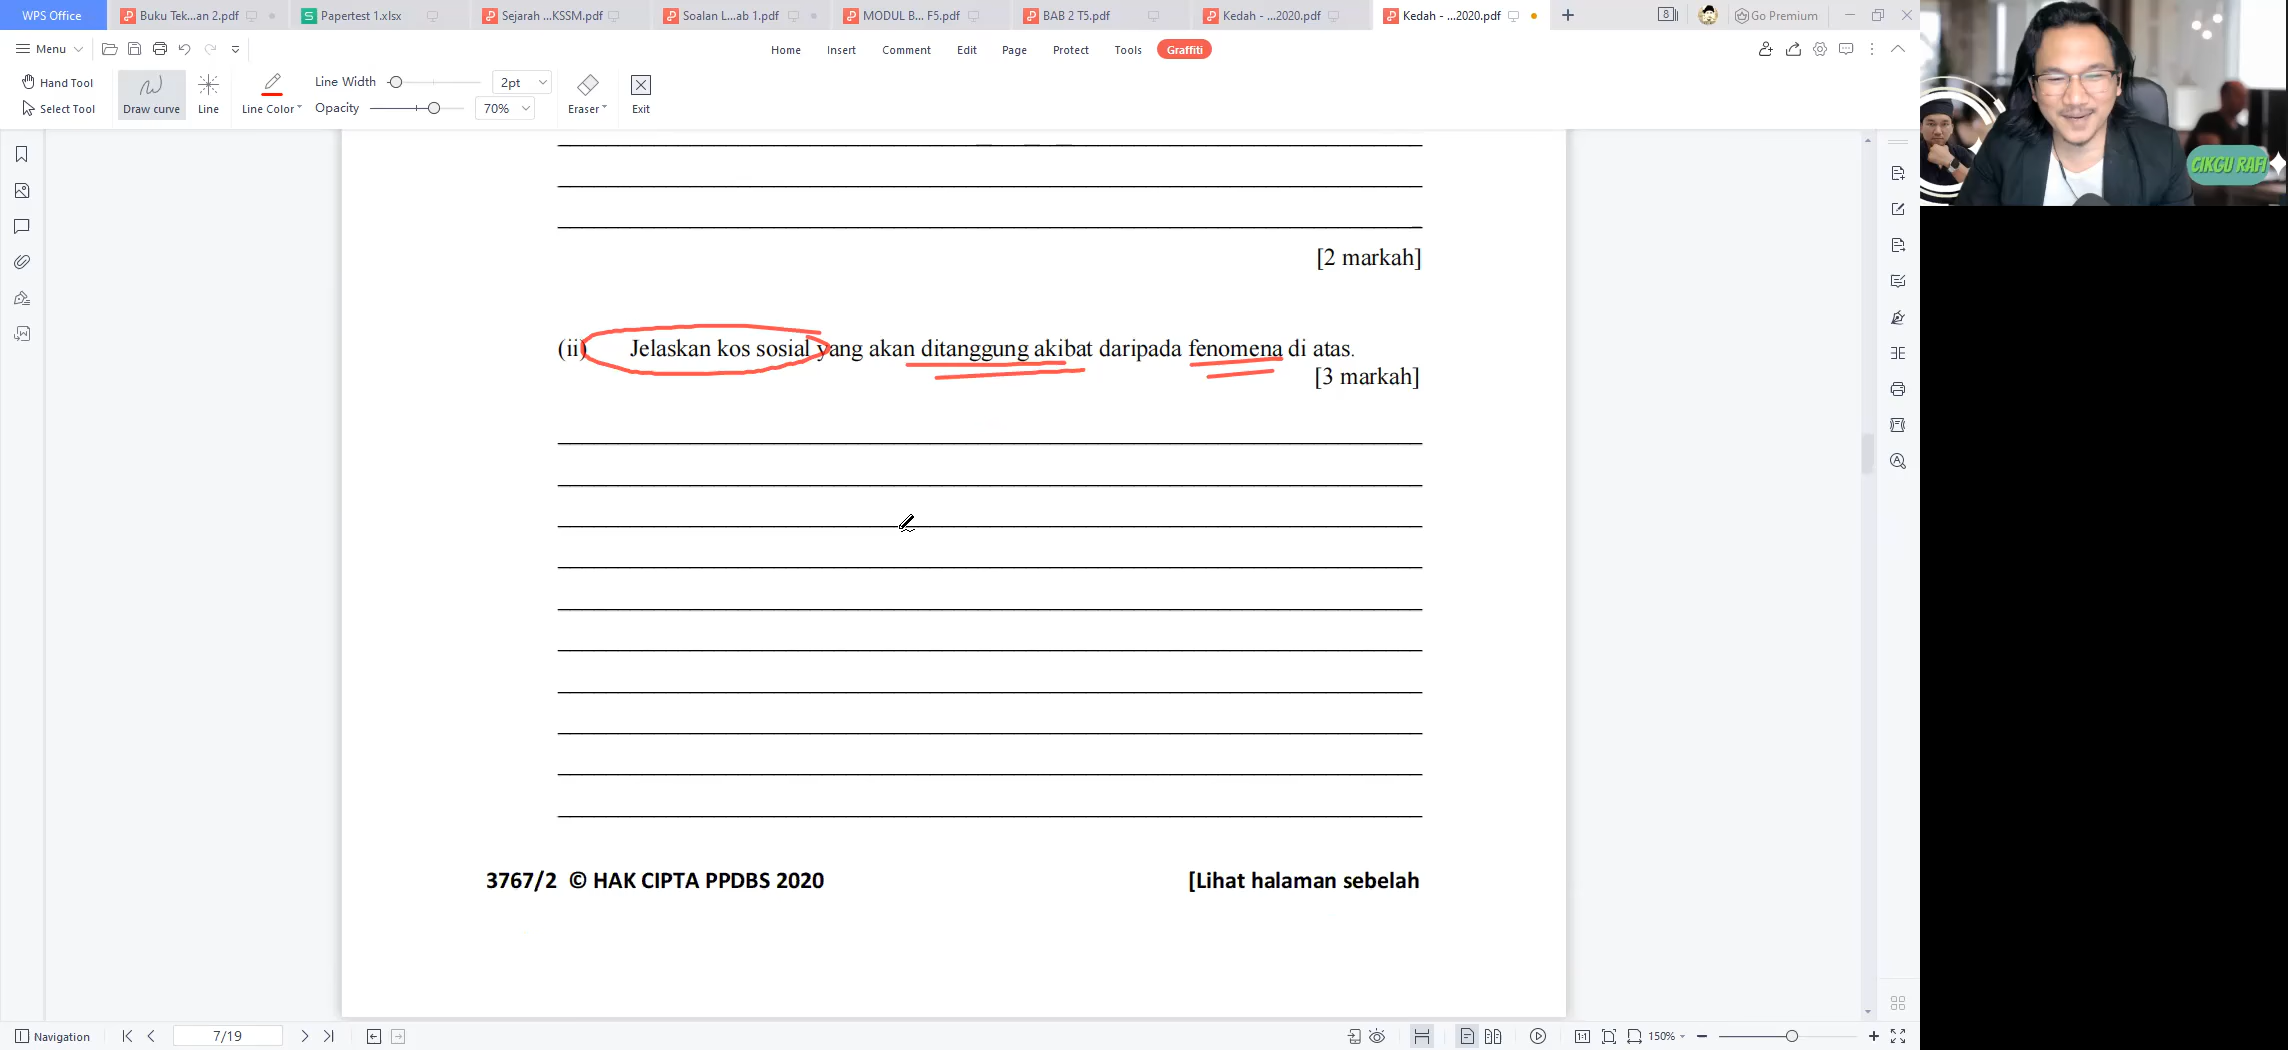 WPS Office
Buku Tek...an 2.pdf
Papertest 1.xlsx
Sejarah ...KSSM.pdf
Soalan L...ab 1.pdf
MODUL B... F5.pdf
BAB 2 T5.pdf
Kedah - ...2020.pdf
Kedah - ...2020.pdf
8
Go Premium
Menu
Home
Insert
Comment
Edit
Page
Protect
Tools
Graffiti
Hand Tool
Select Tool
Draw curve
Line
Line Color
Line Width 2pt
Opacity 70%
Eraser
Exit
CIKGU RAFI
[2 markah]
(ii) Jelaskan kos sosial yang akan ditanggung akibat daripada fenomena di atas.
[3 markah]
3767/2 © HAK CIPTA PPDBS 2020
[Lihat halaman sebelah
Navigation
7/19
1:1
150%